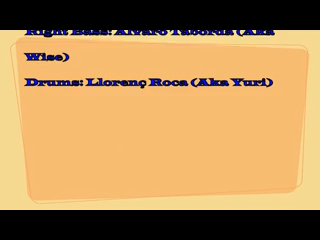 Right Bass: Alvaro Taborda (Aka
Wise)
Drums: Llorenç Roca (Aka Yuri)